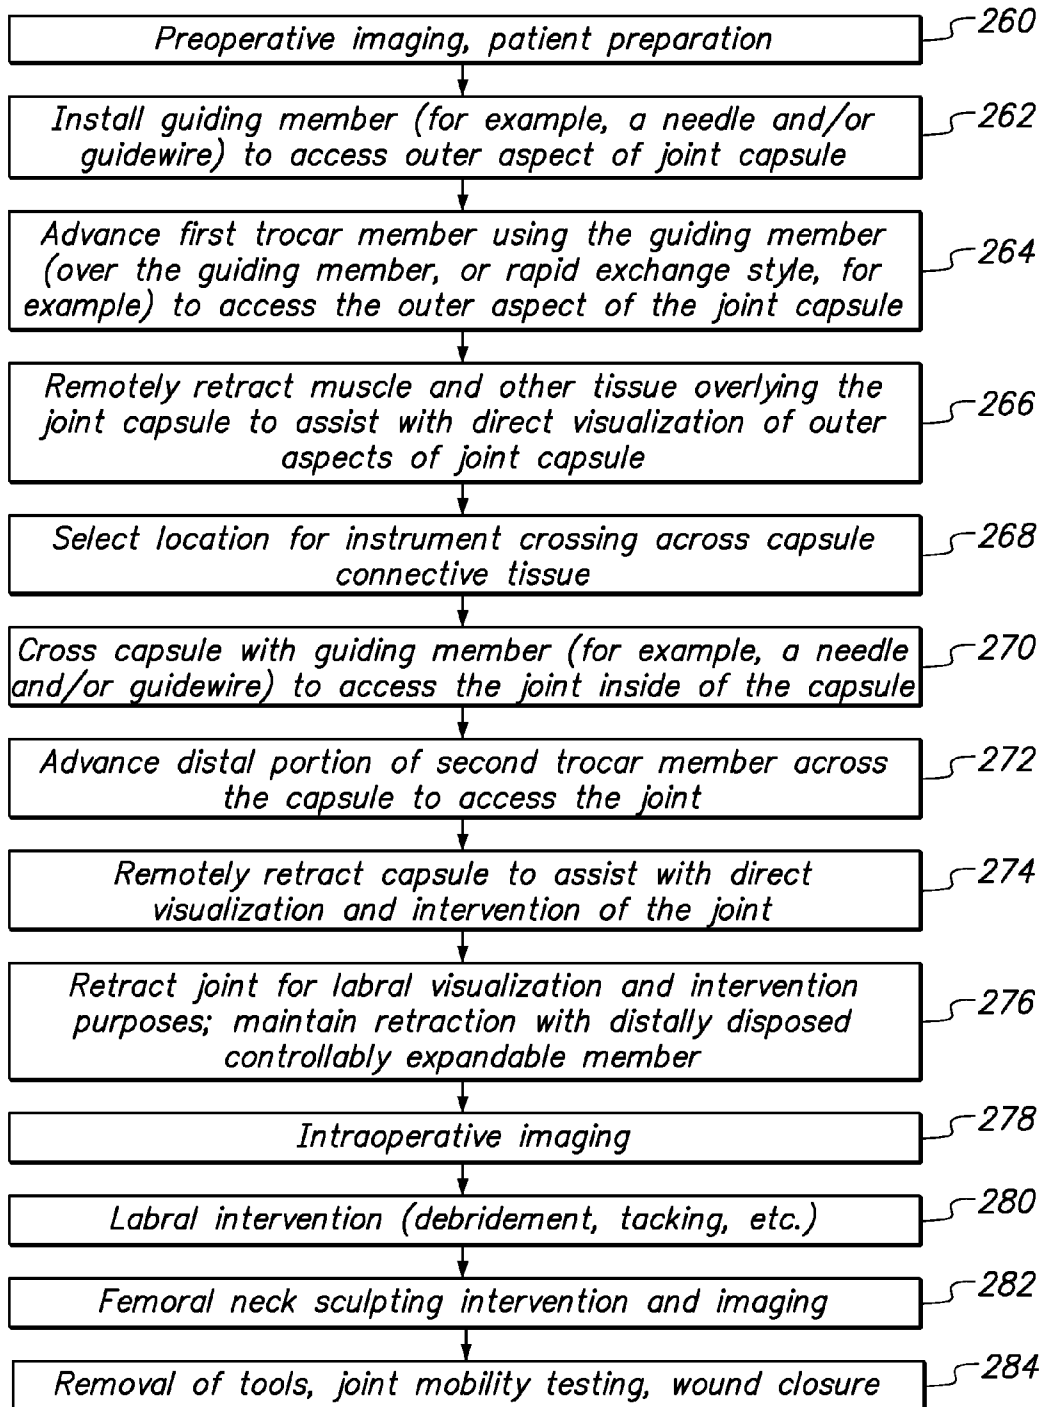 Preoperative imaging, patient preparation
260
Install guiding member (for example, a needle and/or
guidewire) to access outer aspect of joint capsule
262
Advance first trocar member using the guiding member
(over the guiding member, or rapid exchange style, for
example) to access the outer aspect of the joint capsule
264
Remotely retract muscle and other tissue overlying the
joint capsule to assist with direct visualization of outer
aspects of joint capsule
266
Select location for instrument crossing across capsule
connective tissue
268
Cross capsule with guiding member (for example, a needle
and/or guidewire) to access the joint inside of the capsule
270
Advance distal portion of second trocar member across
the capsule to access the joint
272
Remotely retract capsule to assist with direct
visualization and intervention of the joint
274
Retract joint for labral visualization and intervention
purposes; maintain retraction with distally disposed
controllably expandable member
276
Intraoperative imaging
278
Labral intervention (debridement, tacking, etc.)
280
Femoral neck sculpting intervention and imaging
282
Removal of tools, joint mobility testing, wound closure
284